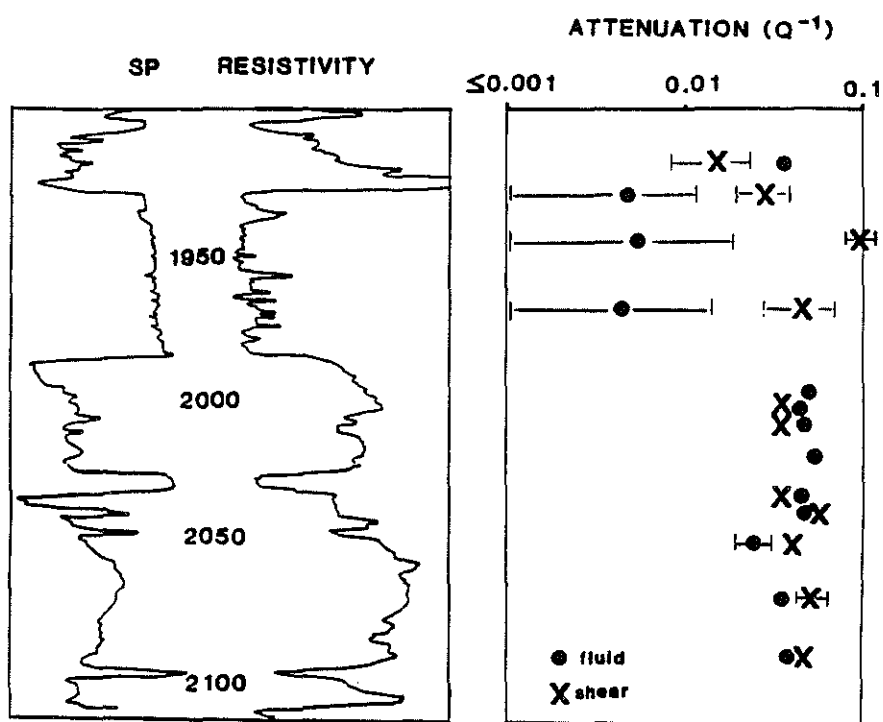 ATTENUATION (Q⁻¹)
SP RESISTIVITY
≤0.001 0.01 0.1
1950
2000
2050
2100
fluid
shear